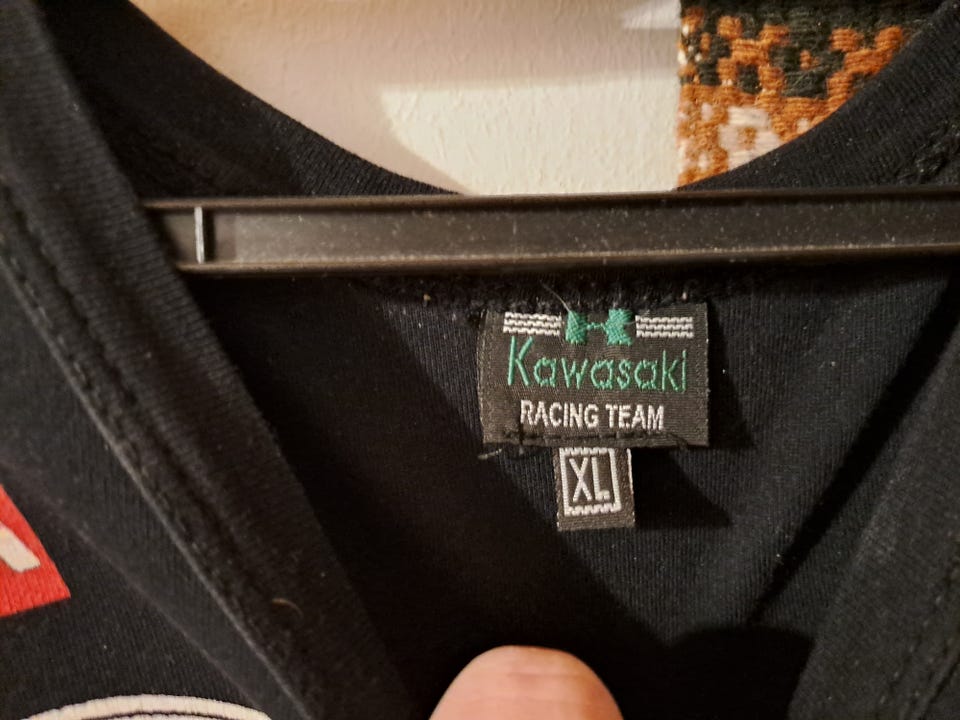 Kawasaki
RACING TEAM
XL